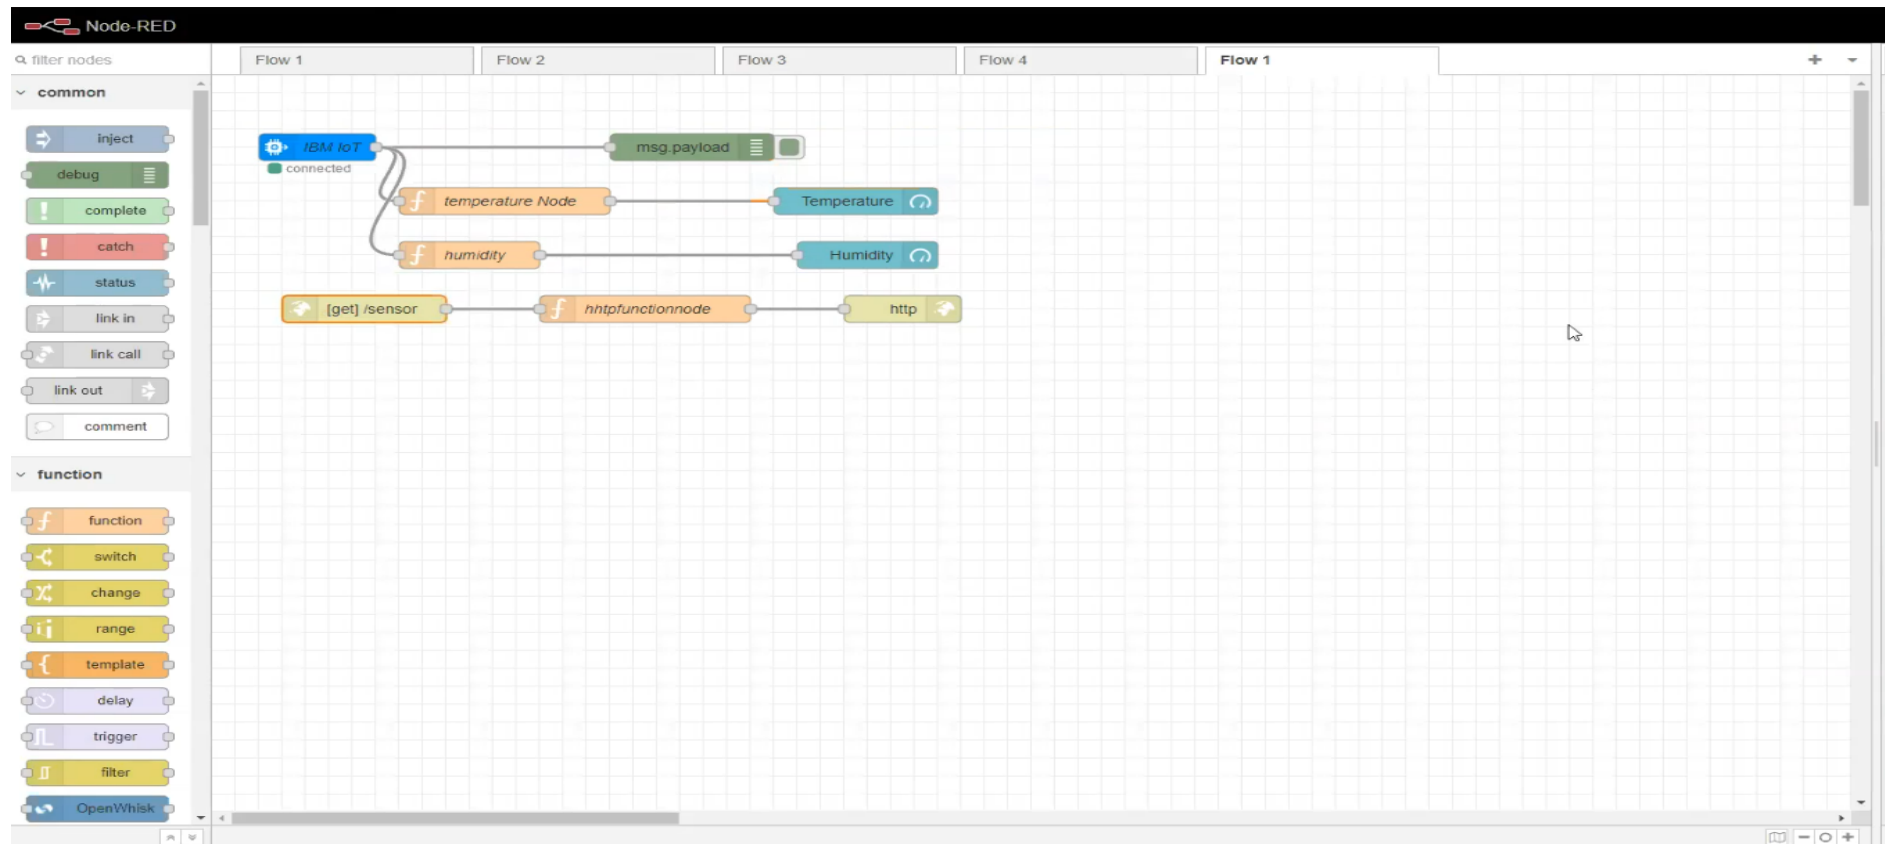 Node-RED
filter nodes
Flow 1
Flow 2
Flow 3
Flow 4
Flow 1
common
inject
debug
complete
catch
status
link in
link call
link out
comment
function
function
switch
change
range
template
delay
trigger
filter
OpenWhisk
IBM IoT
connected
msg.payload
temperature Node
Temperature
humidity
Humidity
[get] /sensor
hhtpfunctionnode
http